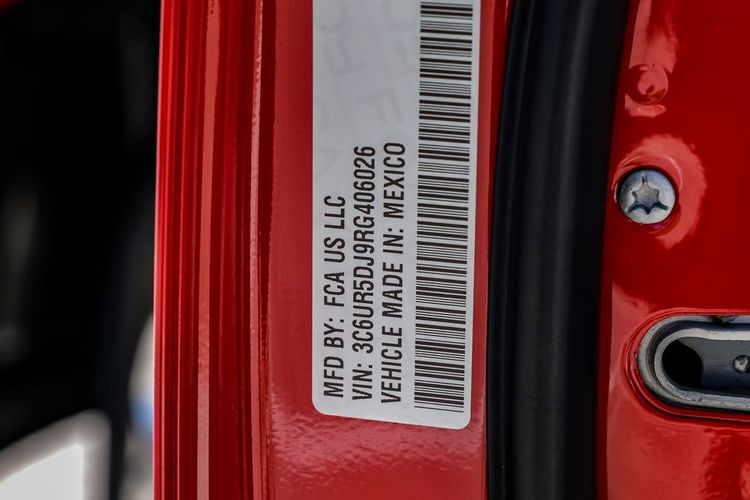 MFD BY: FCA US LLC
VIN: 3C6UR5DJ9RG406026
VEHICLE MADE IN: MEXICO